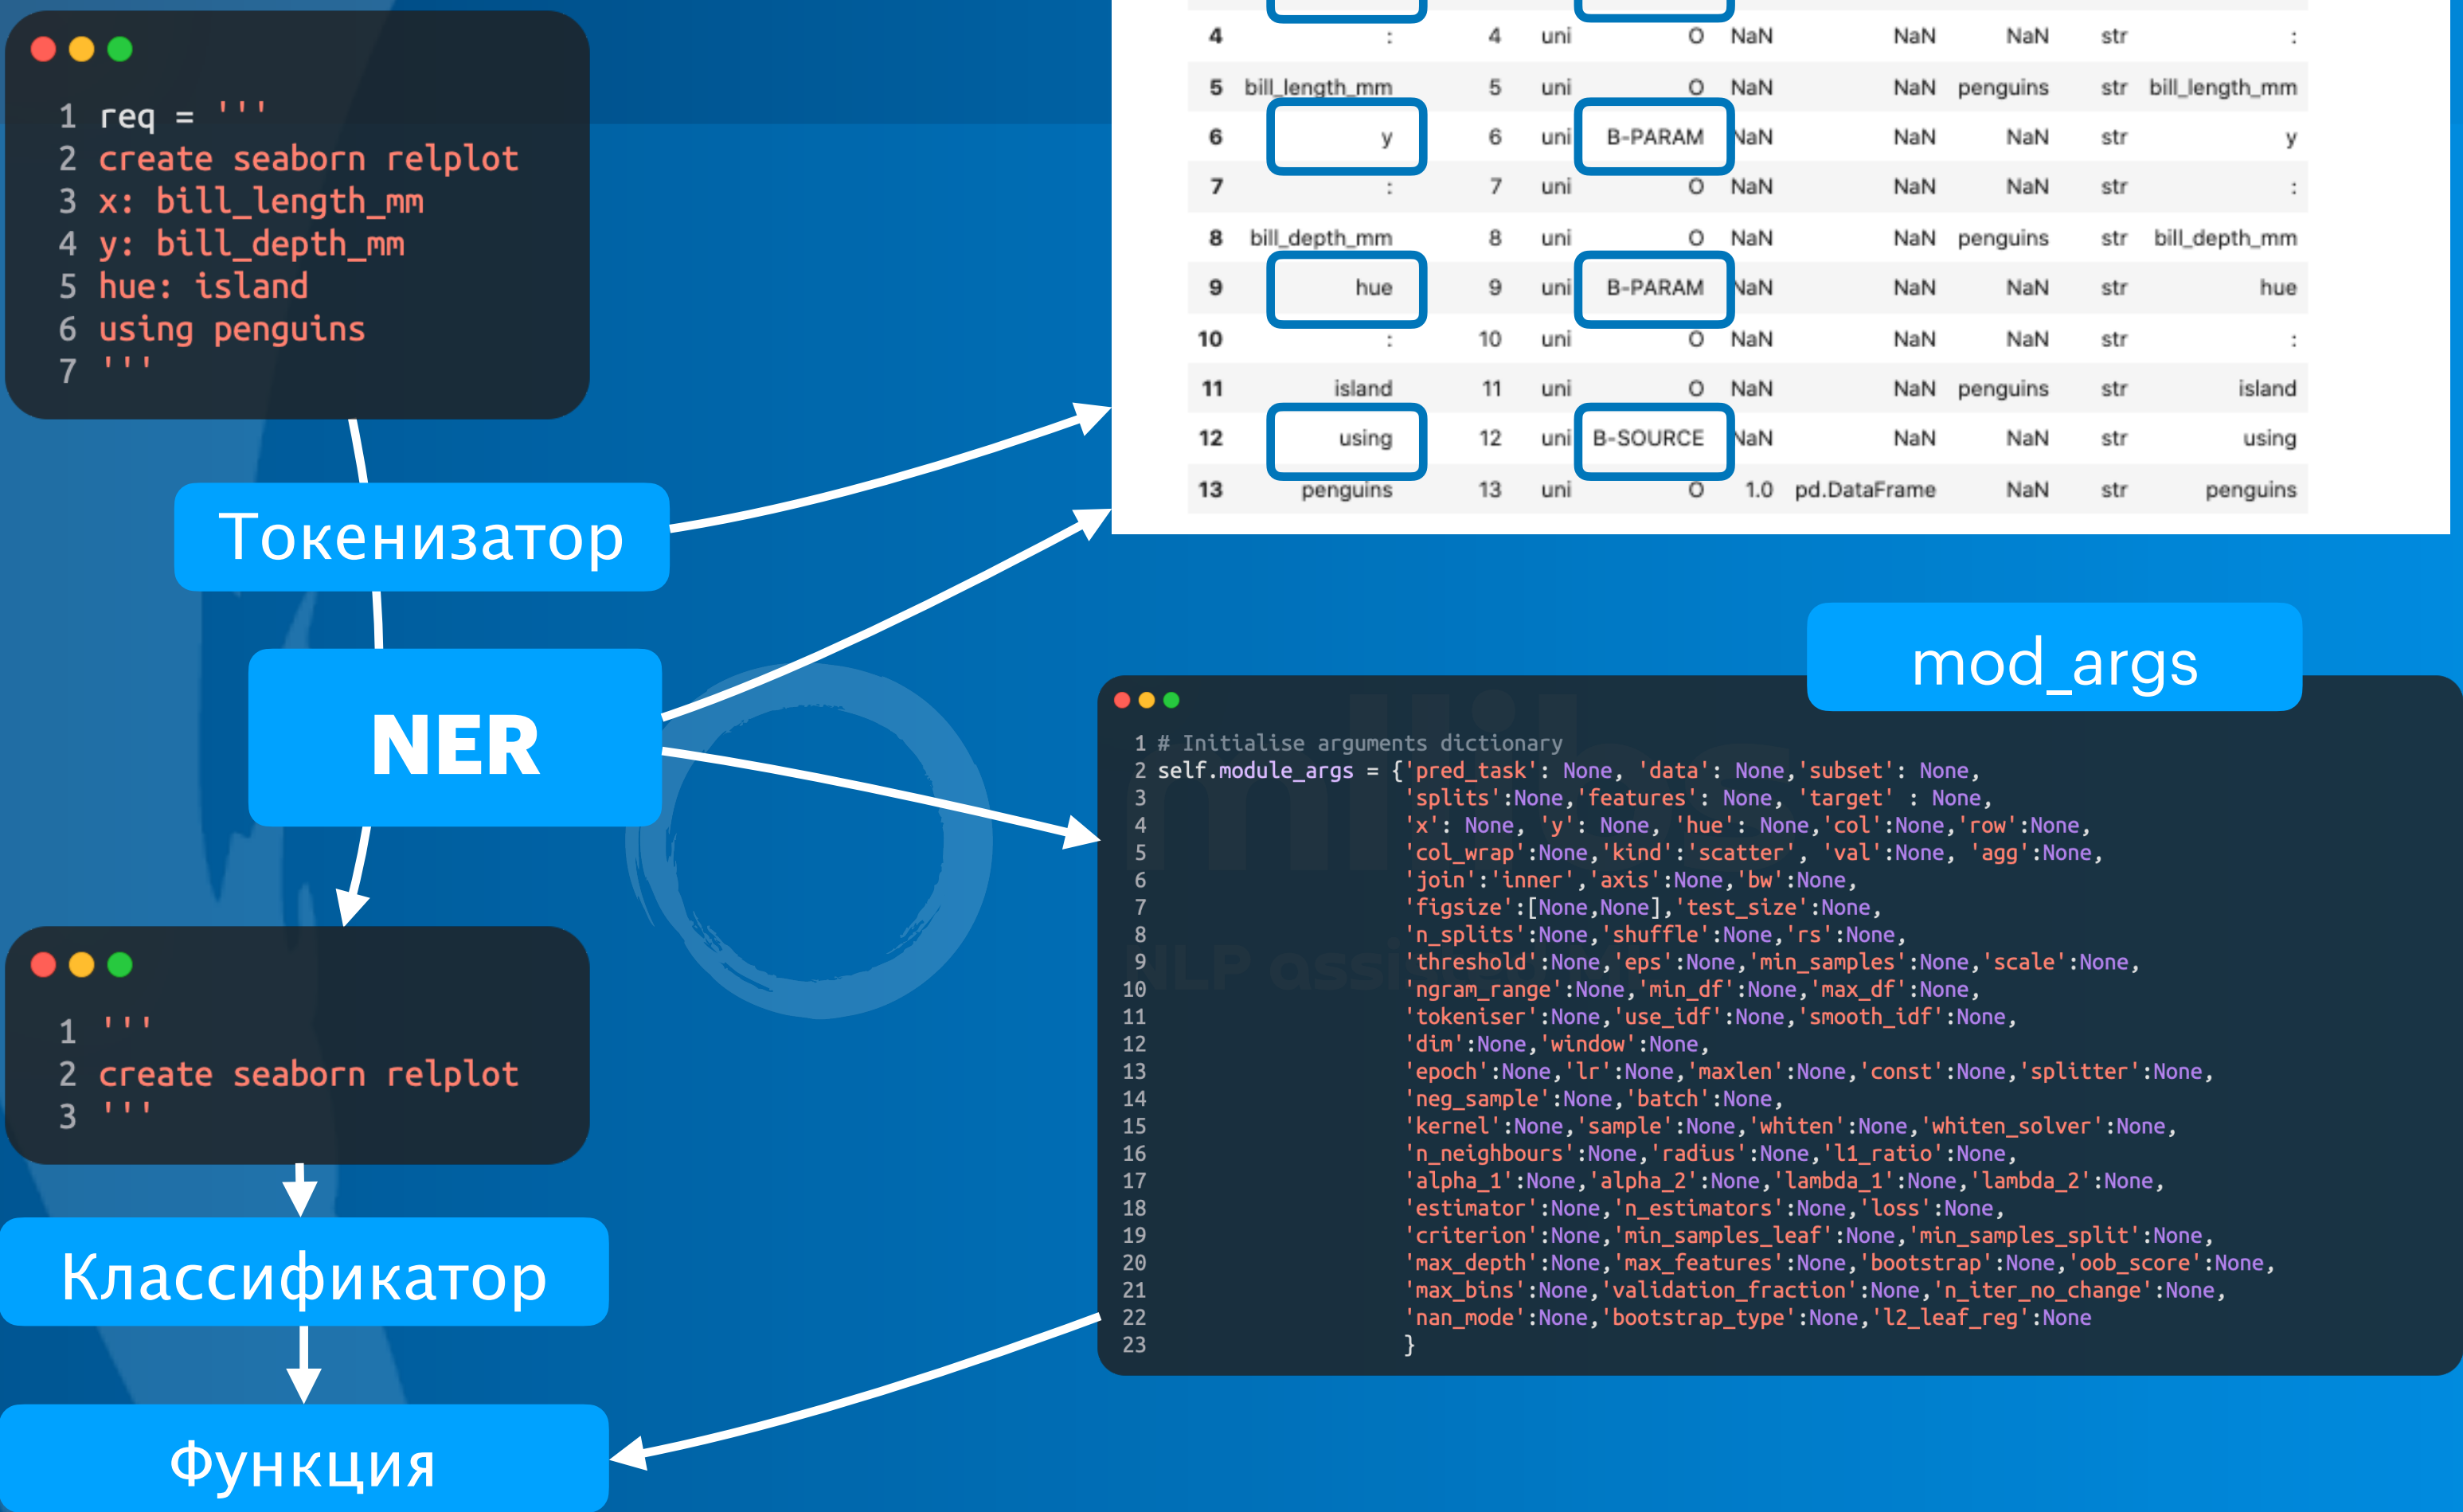 1 req = '''
2 create seaborn relplot
3 x: bill_length_mm
4 y: bill_depth_mm
5 hue: island
6 using penguins
7 '''
4 : 4 uni O NaN NaN NaN str :
5 bill_length_mm 5 uni O NaN NaN penguins str bill_length_mm
6 y 6 uni B-PARAM NaN NaN NaN str y
7 : 7 uni O NaN NaN NaN str :
8 bill_depth_mm 8 uni O NaN NaN penguins str bill_depth_mm
9 hue 9 uni B-PARAM NaN NaN NaN str hue
10 : 10 uni O NaN NaN NaN str :
11 island 11 uni O NaN NaN penguins str island
12 using 12 uni B-SOURCE NaN NaN NaN str using
13 penguins 13 uni O 1.0 pd.DataFrame NaN str penguins
Токенизатор
NER
mod_args
1 # Initialise arguments dictionary
2 self.module_args = {'pred_task': None, 'data': None,'subset': None,
3 'splits':None,'features': None, 'target' : None,
4 'x': None, 'y': None, 'hue': None,'col':None,'row':None,
5 'col_wrap':None,'kind':'scatter', 'val':None, 'agg':None,
6 'join':'inner','axis':None,'bw':None,
7 'figsize':[None,None],'test_size':None,
8 'n_splits':None,'shuffle':None,'rs':None,
9 'threshold':None,'eps':None,'min_samples':None,'scale':None,
10 'ngram_range':None,'min_df':None,'max_df':None,
11 'tokeniser':None,'use_idf':None,'smooth_idf':None,
12 'dim':None,'window':None,
13 'epoch':None,'lr':None,'maxlen':None,'const':None,'splitter':None,
14 'neg_sample':None,'batch':None,
15 'kernel':None,'sample':None,'whiten':None,'whiten_solver':None,
16 'n_neighbours':None,'radius':None,'l1_ratio':None,
17 'alpha_1':None,'alpha_2':None,'lambda_1':None,'lambda_2':None,
18 'estimator':None,'n_estimators':None,'loss':None,
19 'criterion':None,'min_samples_leaf':None,'min_samples_split':None,
20 'max_depth':None,'max_features':None,'bootstrap':None,'oob_score':None,
21 'max_bins':None,'validation_fraction':None,'n_iter_no_change':None,
22 'nan_mode':None,'bootstrap_type':None,'l2_leaf_reg':None
23 }
1 '''
2 create seaborn relplot
3 '''
Классификатор
Функция